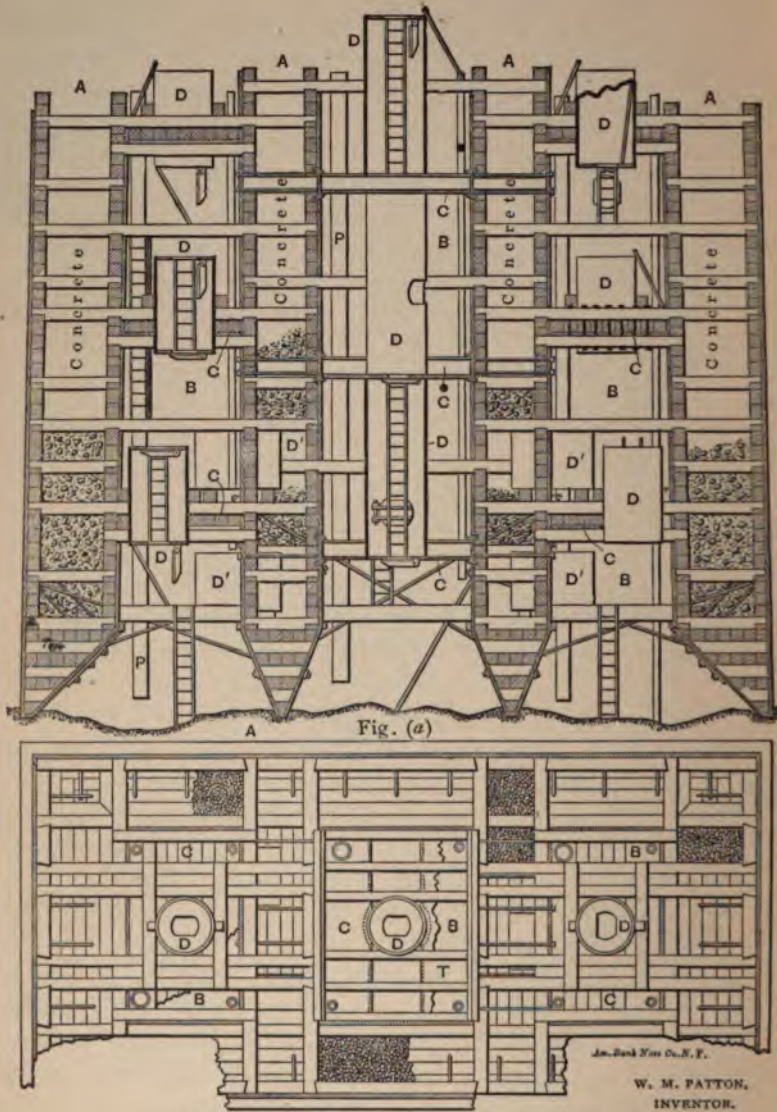 D
A A A A
D D
Concrete Concrete Concrete Concrete
C
P B
D D
D
C C
C
B B
D
D' D' D
C C
D D' C D' B
P
A Fig. (a)
C B
D C D B D
T
B C
Am. Bank Note Co. N. Y.
W. M. PATTON,
INVENTOR.